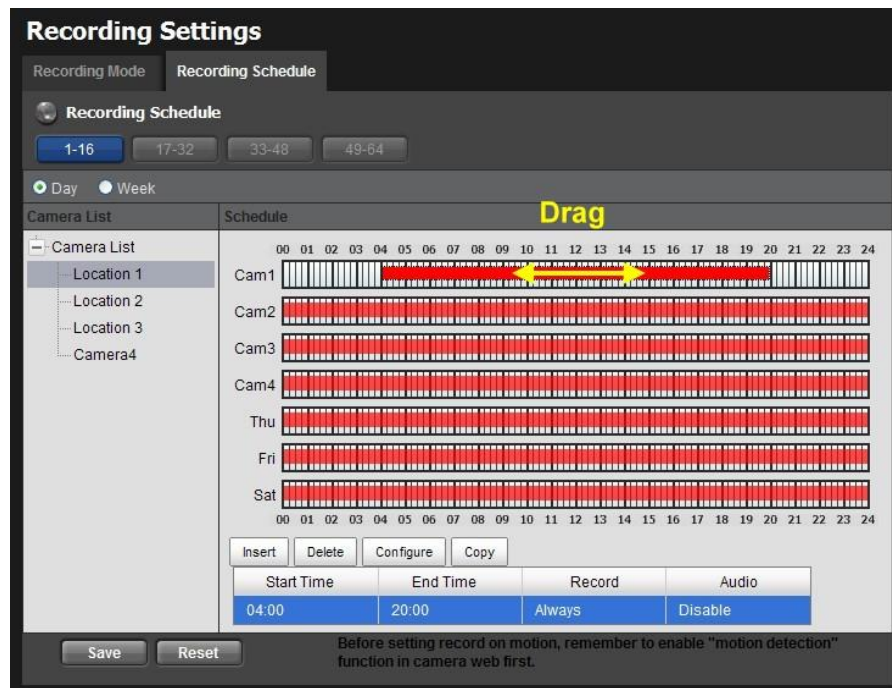 Recording Settings
Recording Mode Recording Schedule
Recording Schedule
1-16 17-32 33-48 49-64
Day Week
Camera List Schedule Drag
Camera List
Location 1
Location 2
Location 3
Camera4
00 01 02 03 04 05 06 07 08 09 10 11 12 13 14 15 16 17 18 19 20 21 22 23 24
Cam1
Cam2
Cam3
Cam4
Thu
Fri
Sat
00 01 02 03 04 05 06 07 08 09 10 11 12 13 14 15 16 17 18 19 20 21 22 23 24
Insert Delete Configure Copy
Start Time End Time Record Audio
04:00 20:00 Always Disable
Save Reset
Before setting record on motion, remember to enable "motion detection"
function in camera web first.